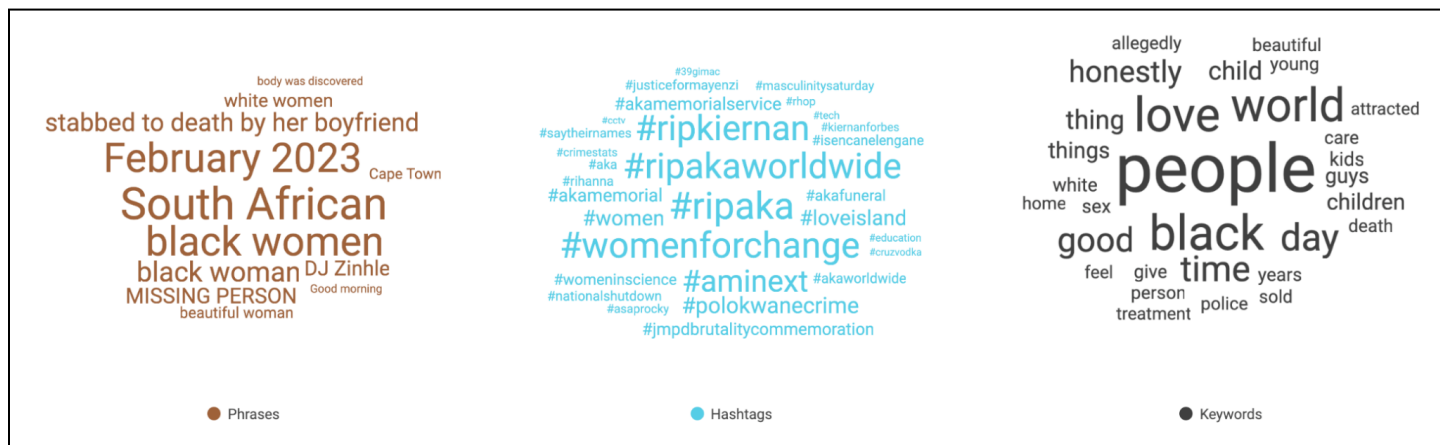 body was discovered
white women
stabbed to death by her boyfriend
February 2023
Cape Town
South African
black women
black woman DJ Zinhle
MISSING PERSON Good morning
beautiful woman
Phrases
#39gimac
#justiceformayenzi #masculinitysaturday
#akamemorialservice #rhop
#cctv #ripkiernan #tech
#saytheirnames #kiernanforbes
#isencanelengane
#crimestats
#aka #ripakaworldwide
#rihanna
#akamemorial #ripaka #akafuneral
#women #loveisland
#womenforchange #education
#cruzvodka
#womeninscience #aminext #akaworldwide
#nationalshutdown
#asaprocky #polokwanecrime
#jmpdbrutalitycommemoration
Hashtags
allegedly beautiful
honestly child young
love world attracted
thing
things people care
kids
white guys
home sex children
good black day death
feel give time years
person police sold
treatment
Keywords